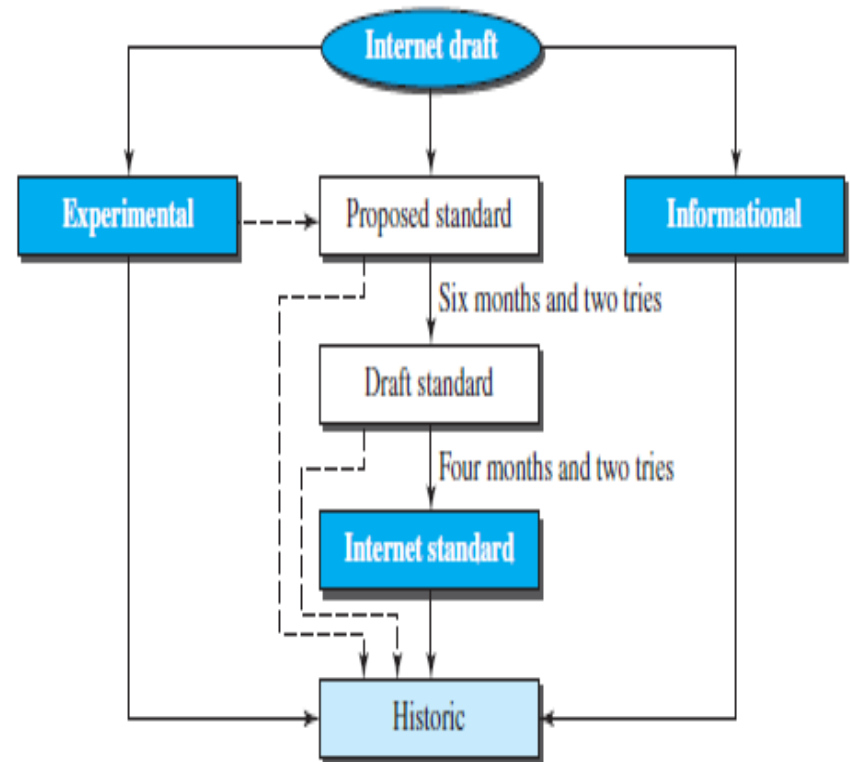 Internet draft
Experimental
Proposed standard
Informational
Six months and two tries
Draft standard
Four months and two tries
Internet standard
Historic